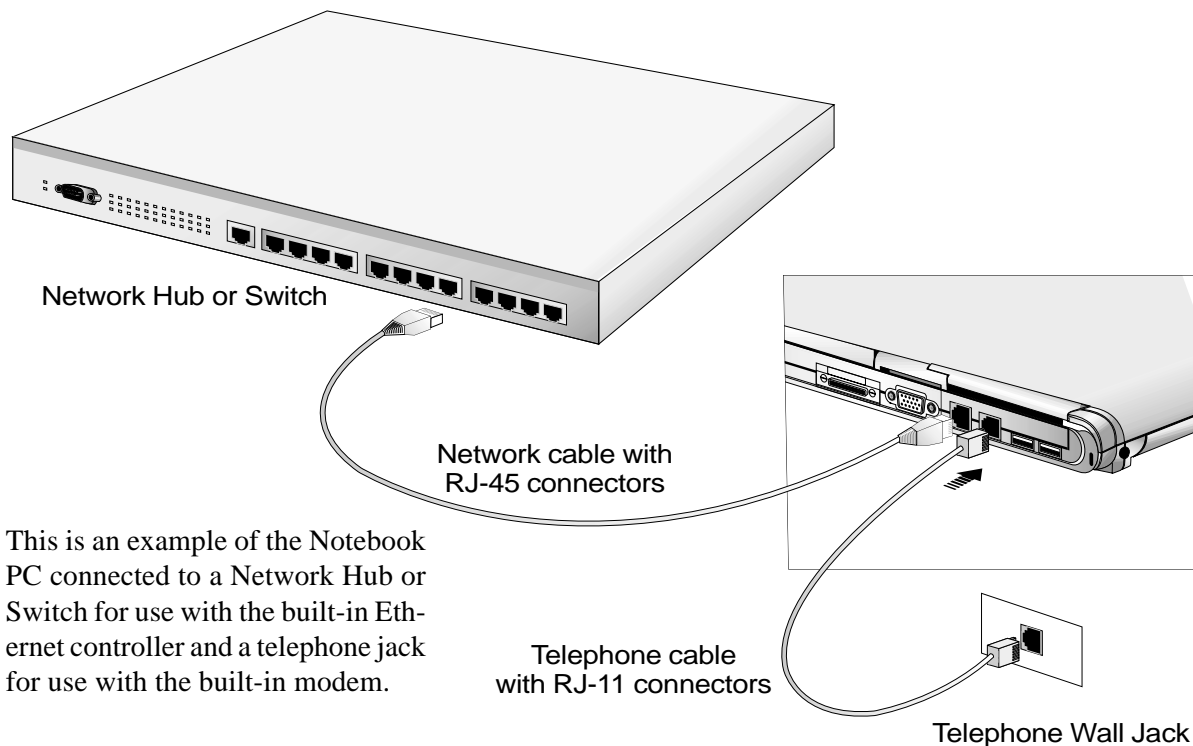 Network Hub or Switch
Network cable with
RJ-45 connectors
This is an example of the Notebook
PC connected to a Network Hub or
Switch for use with the built-in Eth-
ernet controller and a telephone jack
for use with the built-in modem.
Telephone cable
with RJ-11 connectors
Telephone Wall Jack